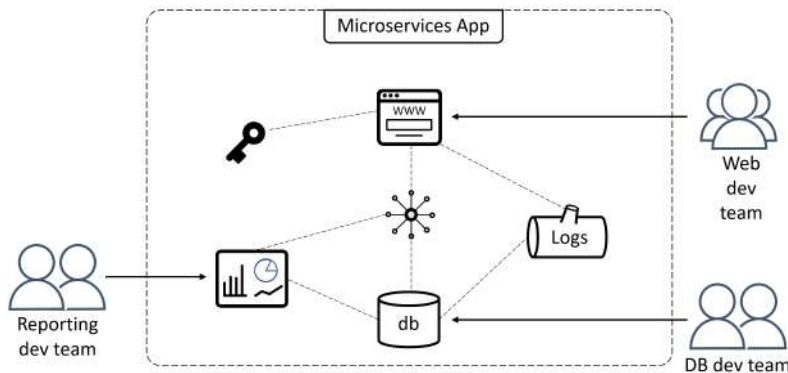 Microservices App
www
Web
dev
team
Logs
Reporting
dev team
db
DB dev team